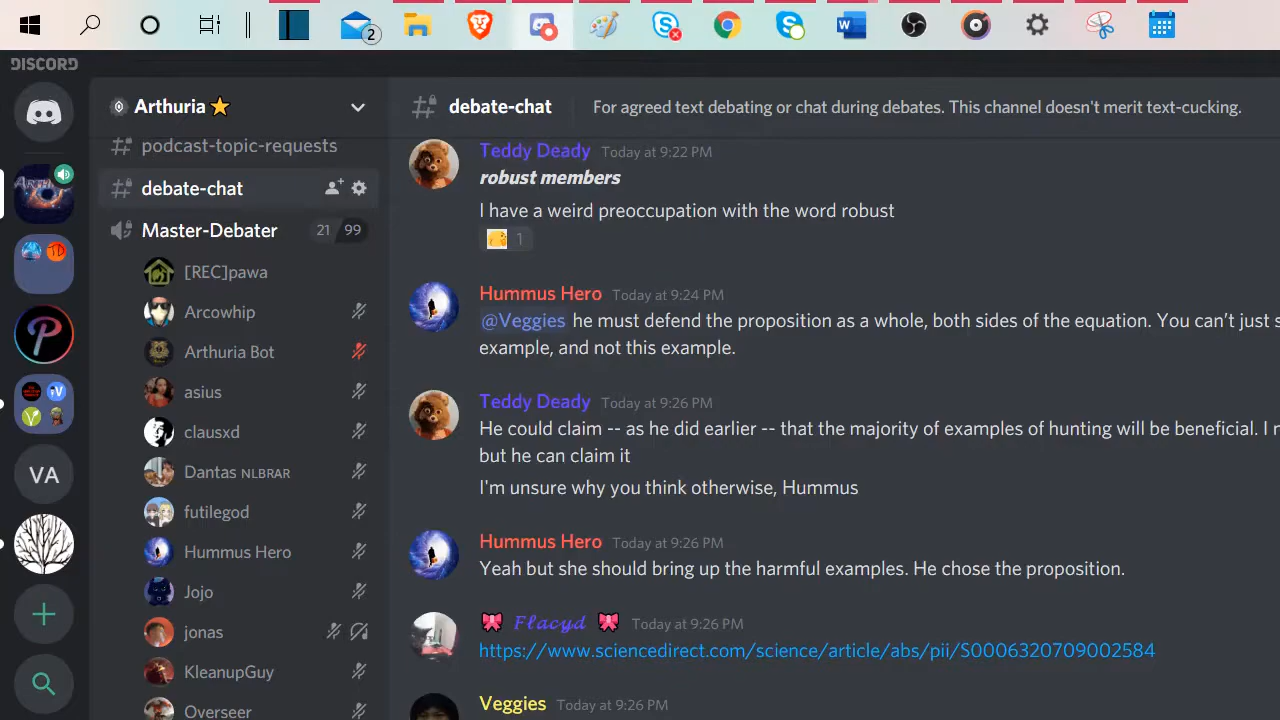 2
DISCORD
Arthuria
podcast-topic-requests
debate-chat
Master-Debater 21 99
[REC]pawa
Arcowhip
Arthuria Bot
asius
clausxd
Dantas NLBRAR
futilegod
Hummus Hero
Jojo
jonas
KleanupGuy
Overseer
VA
debate-chat For agreed text debating or chat during debates. This channel doesn't merit text-cucking.
Teddy Deady Today at 9:22 PM
robust members
I have a weird preoccupation with the word robust
1
Hummus Hero Today at 9:24 PM
@Veggies he must defend the proposition as a whole, both sides of the equation. You can't just
example, and not this example.
Teddy Deady Today at 9:26 PM
He could claim -- as he did earlier -- that the majority of examples of hunting will be beneficial. I
but he can claim it
I'm unsure why you think otherwise, Hummus
Hummus Hero Today at 9:26 PM
Yeah but she should bring up the harmful examples. He chose the proposition.
Flacyd Today at 9:26 PM
https://www.sciencedirect.com/science/article/abs/pii/S0006320709002584
Veggies Today at 9:26 PM